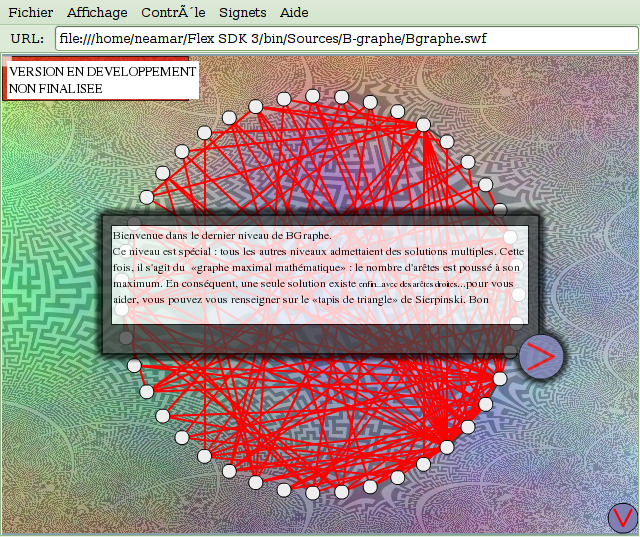 Fichier Affichage ContrÃ´le Signets Aide
URL: file:///home/neamar/Flex SDK 3/bin/Sources/B-graphe/Bgraphe.swf
VERSION EN DEVELOPPEMENT
NON FINALISEE
Bienvenue dans le dernier niveau de BGraphe.
Ce niveau est spécial : tous les autres niveaux admettaient des solutions multiples. Cette
fois, il s'agit du «graphe maximal mathématique» : le nombre d'arêtes est poussé à son
maximum. En conséquent, une seule solution existe enfin...avec des arêtes droites...pour vous
aider, vous pouvez vous renseigner sur le «tapis de triangle» de Sierpinski. Bon